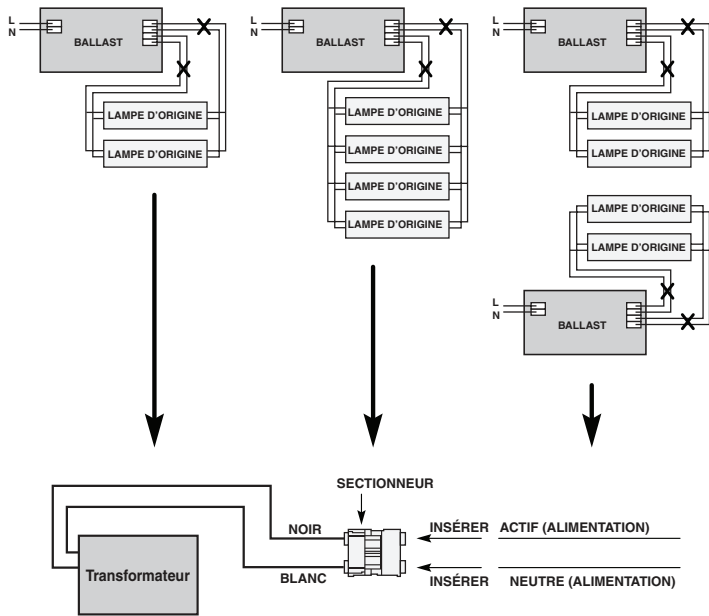 L
N
BALLAST
LAMPE D'ORIGINE
LAMPE D'ORIGINE
L
N
BALLAST
LAMPE D'ORIGINE
LAMPE D'ORIGINE
LAMPE D'ORIGINE
LAMPE D'ORIGINE
L
N
BALLAST
LAMPE D'ORIGINE
LAMPE D'ORIGINE
LAMPE D'ORIGINE
LAMPE D'ORIGINE
L
N
BALLAST
SECTIONNEUR
NOIR
INSÉRER ACTIF (ALIMENTATION)
Transformateur
BLANC
INSÉRER NEUTRE (ALIMENTATION)